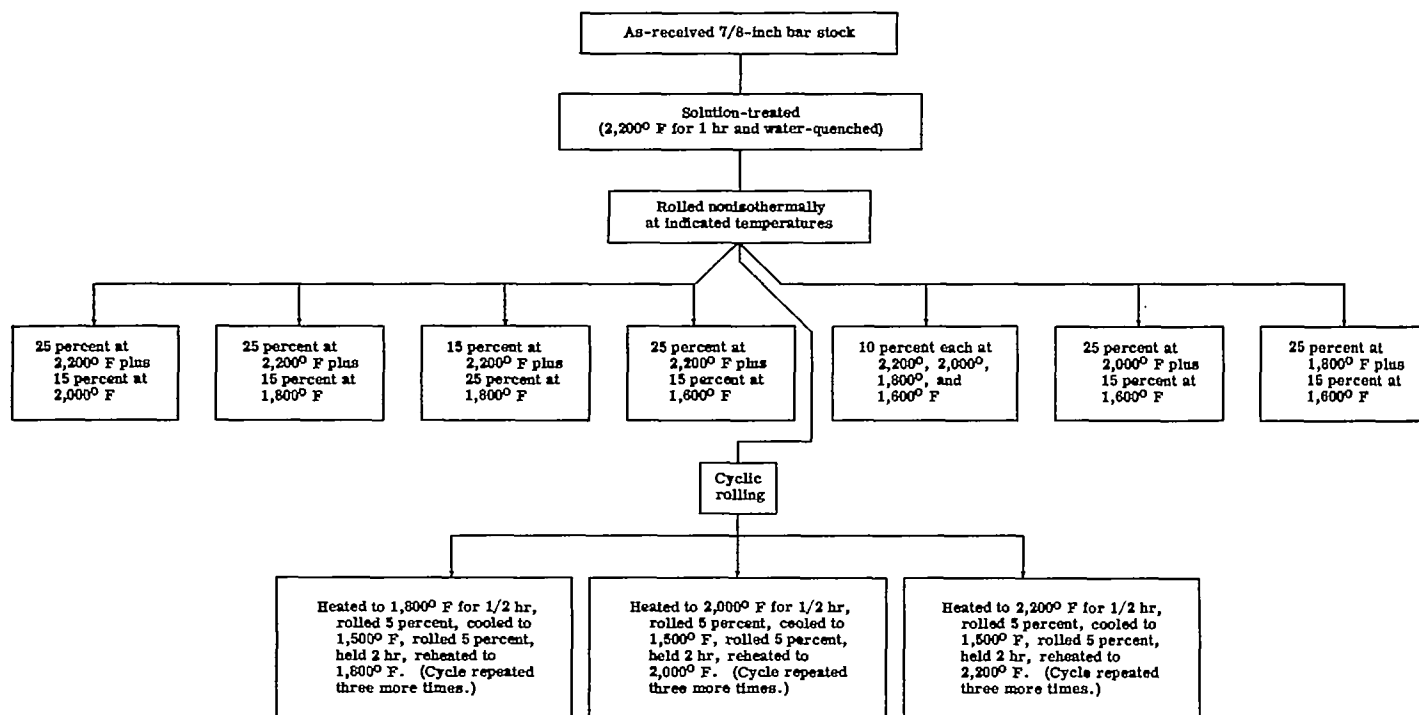 As-received 7/8-inch bar stock
Solution-treated
(2,200° F for 1 hr and water-quenched)
Rolled nonisothermally
at indicated temperatures
25 percent at
2,200° F plus
15 percent at
2,000° F
25 percent at
2,200° F plus
15 percent at
1,800° F
15 percent at
2,200° F plus
25 percent at
1,800° F
25 percent at
2,200° F plus
15 percent at
1,600° F
10 percent each at
2,200°, 2,000°,
1,800°, and
1,600° F
25 percent at
2,000° F plus
15 percent at
1,600° F
25 percent at
1,800° F plus
15 percent at
1,600° F
Cyclic
rolling
Heated to 1,800° F for 1/2 hr,
rolled 5 percent, cooled to
1,500° F, rolled 5 percent,
held 2 hr, reheated to
1,800° F. (Cycle repeated
three more times.)
Heated to 2,000° F for 1/2 hr,
rolled 5 percent, cooled to
1,500° F, rolled 5 percent,
held 2 hr, reheated to
2,000° F. (Cycle repeated
three more times.)
Heated to 2,200° F for 1/2 hr,
rolled 5 percent, cooled to
1,500° F, rolled 5 percent,
held 2 hr, reheated to
2,200° F. (Cycle repeated
three more times.)